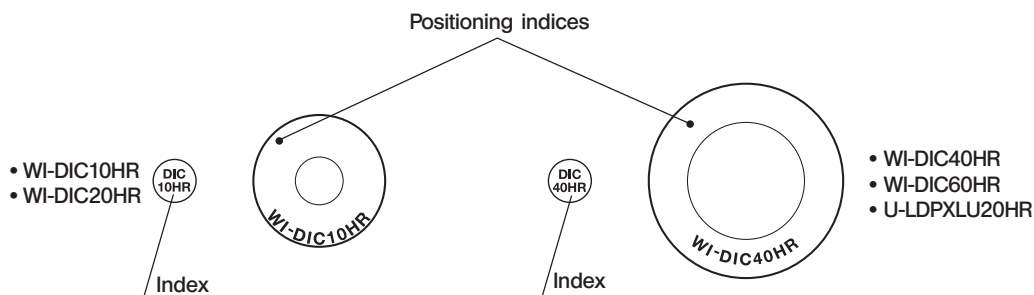 Positioning indices
• WI-DIC10HR
• WI-DIC20HR
DIC
10HR
WI-DIC10HR
Index
DIC
40HR
WI-DIC40HR
Index
• WI-DIC40HR
• WI-DIC60HR
• U-LDPXLU20HR